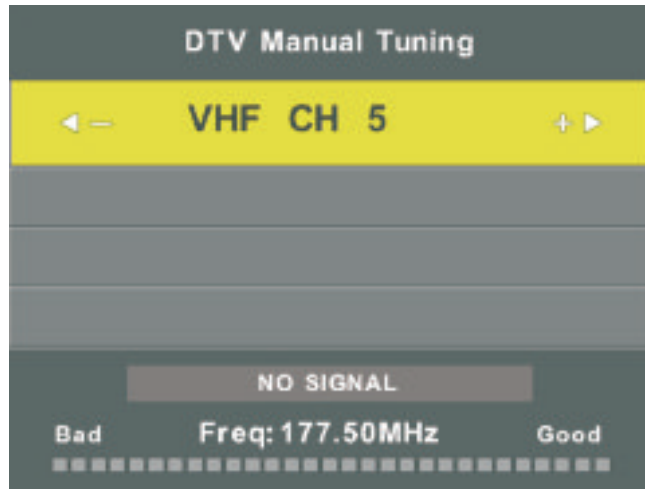 DTV Manual Tuning
◀ – VHF CH 5 + ▶
NO SIGNAL
Bad Freq: 177.50MHz Good